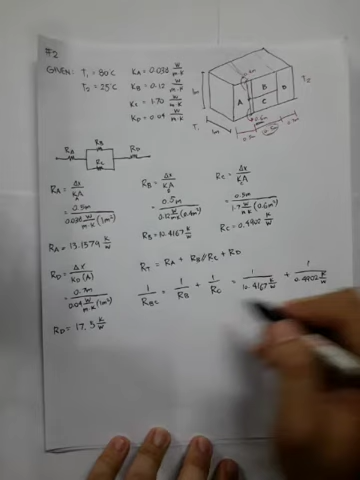 #2
GIVEN: T₁ = 80°C
T₂ = 25°C
KA = 0.038 W/m·K
KB = 0.12 W/m·K
KC = 1.70 W/m·K
KD = 0.04 W/m·K
A
B
C
D
1m
1m
RA
RB
RC
RD
RA = Δx/KA
= 0.5m / 0.038 W/m·K (1m²)
RA = 13.1579 K/W
RB = Δx/KA
= 0.5m / 0.12 W/m·K (0.4m²)
RB = 10.4167 K/W
RC = Δx/KA
= 0.5m / 1.7 W/m·K (0.6m²)
RC = 0.4902 K/W
RD = Δx/KD(A)
= 0.7m / 0.04 W/m·K (1m²)
RD = 17.5 K/W
RT = RA + RB//RC + RD
1/RBC = 1/RB + 1/RC = 1/10.4167 K/W + 1/0.4902 K/W